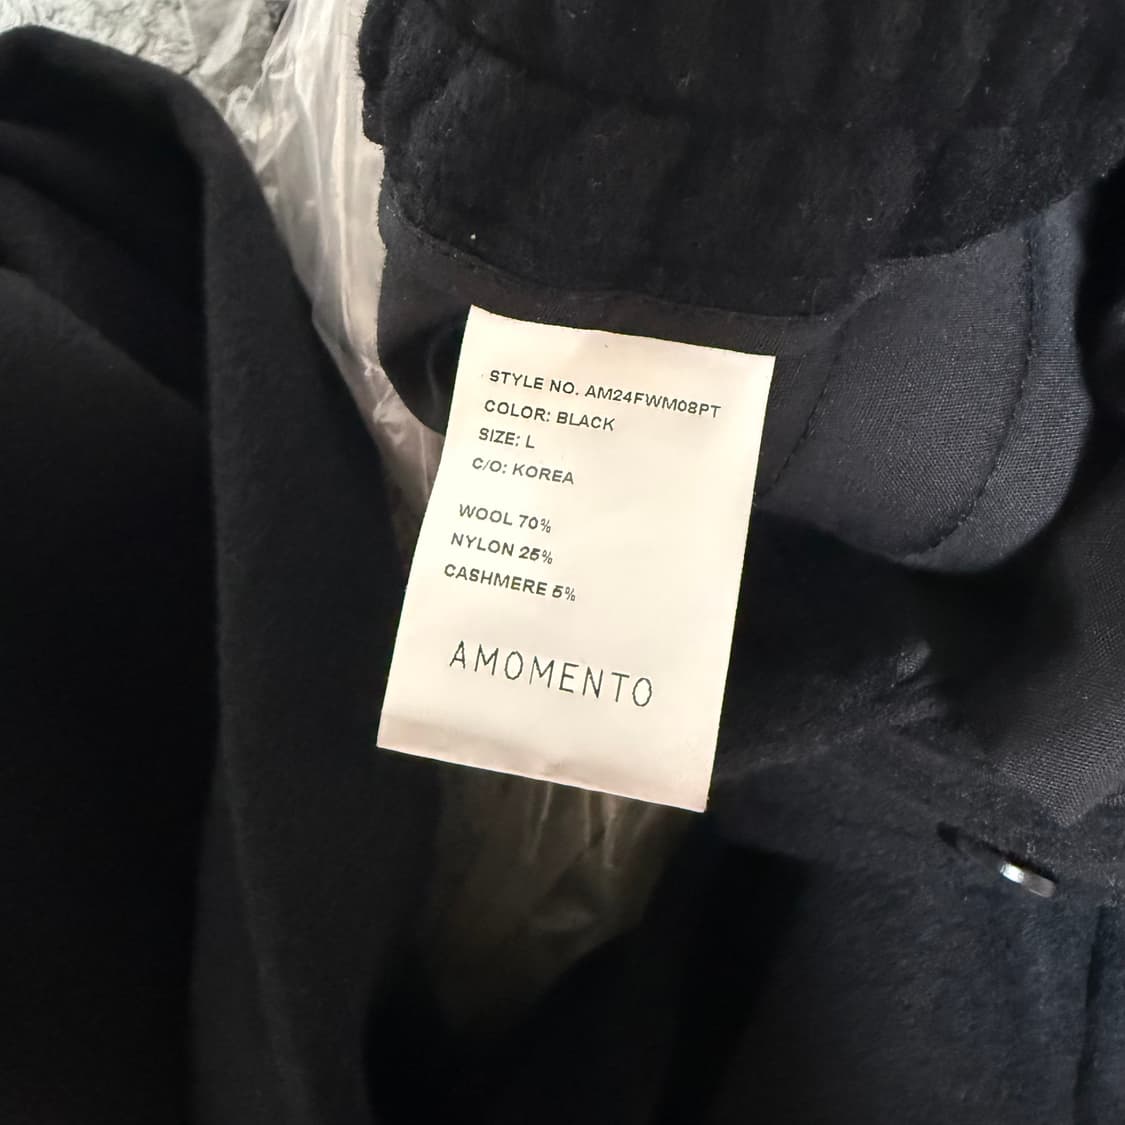 STYLE NO. AM24FWM08PT
COLOR: BLACK
SIZE: L
C/O: KOREA
WOOL 70%
NYLON 25%
CASHMERE 5%
AMOMENTO